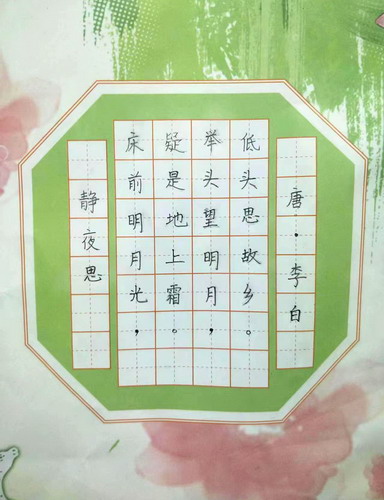 静夜思
床前明月光，
疑是地上霜。
举头望明月，
低头思故乡。
唐·李白